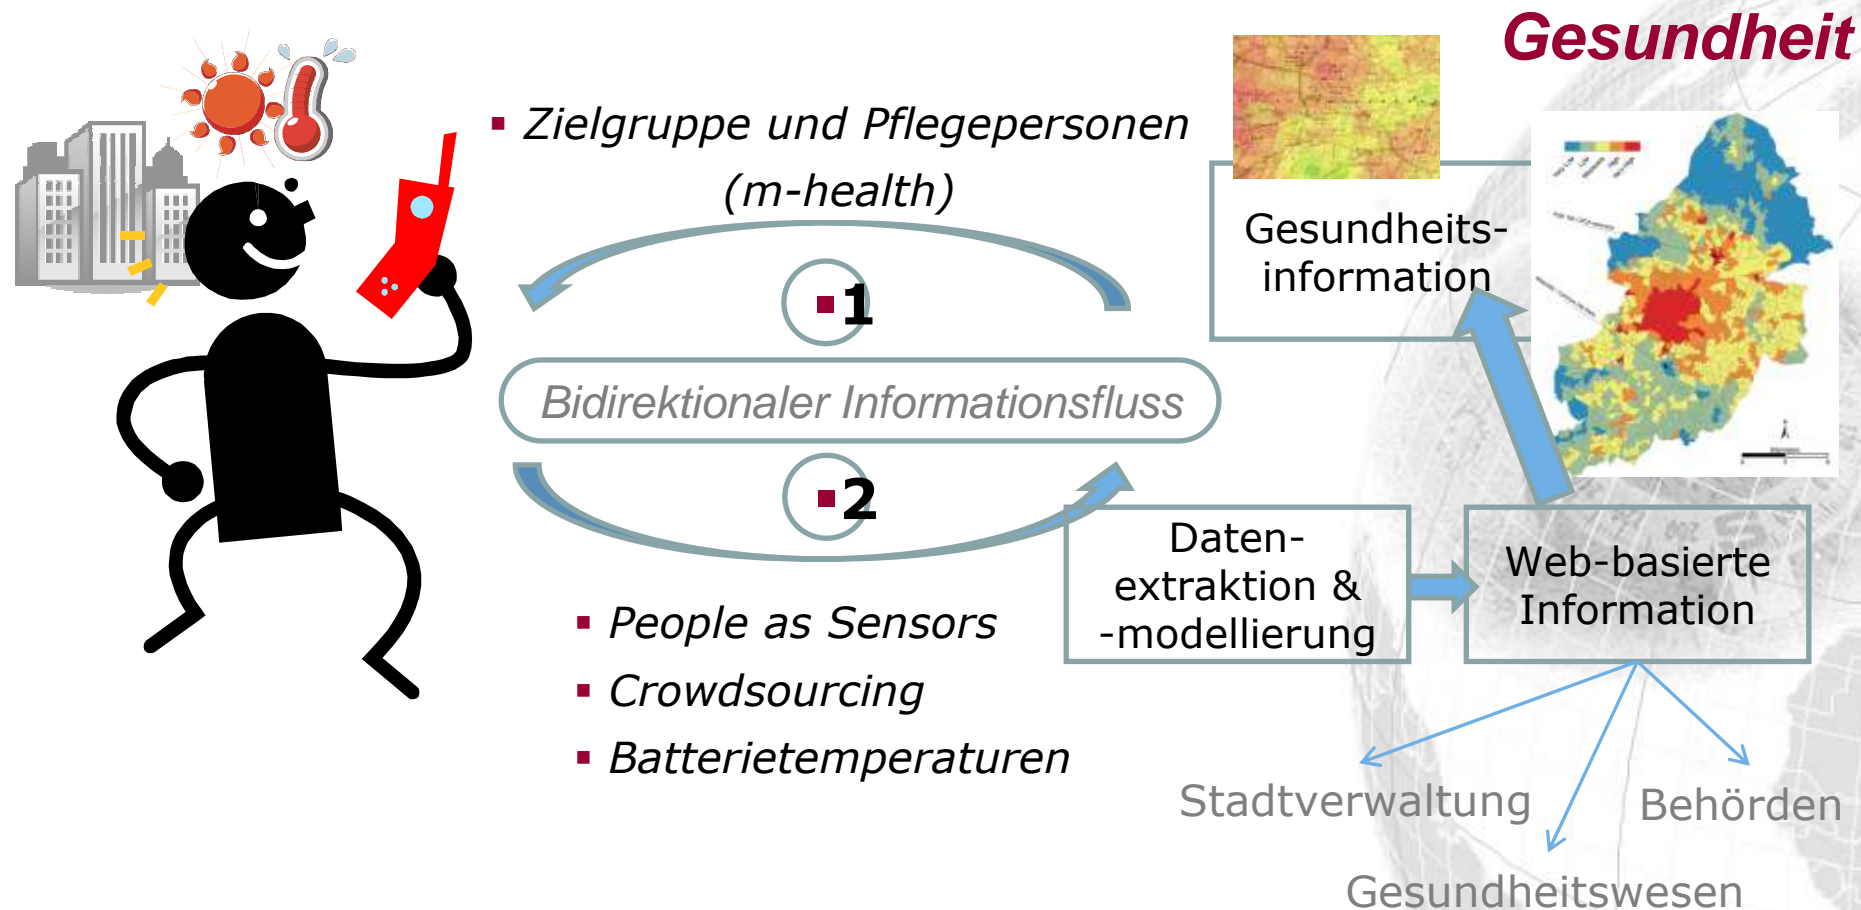 Gesundheit
▪ Zielgruppe und Pflegepersonen
(m-health)
Gesundheits-
information
▪1
Bidirektionaler Informationsfluss
▪2
Daten-
extraktion &
-modellierung
Web-basierte
Information
▪ People as Sensors
▪ Crowdsourcing
▪ Batterietemperaturen
Stadtverwaltung
Behörden
Gesundheitswesen